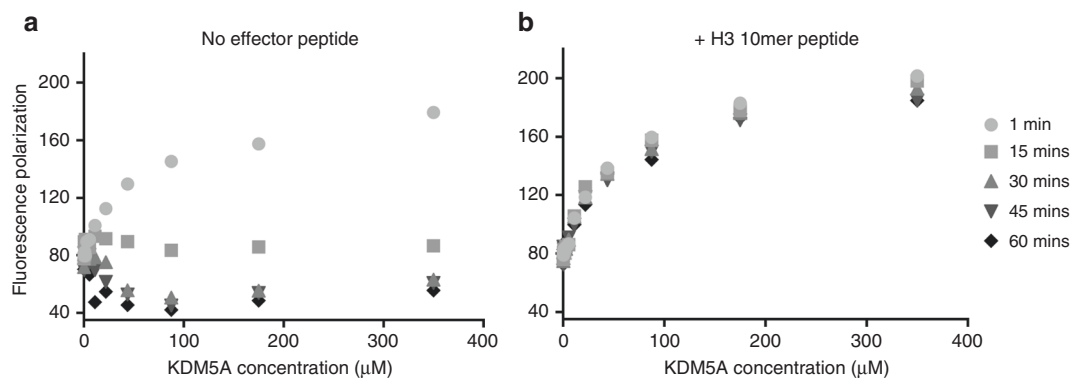 a
No effector peptide
Fluorescence polarization
200
160
120
80
40
0
100
200
300
400
KDM5A concentration (μM)
b
+ H3 10mer peptide
200
160
120
80
40
0
100
200
300
400
KDM5A concentration (μM)
1 min
15 mins
30 mins
45 mins
60 mins